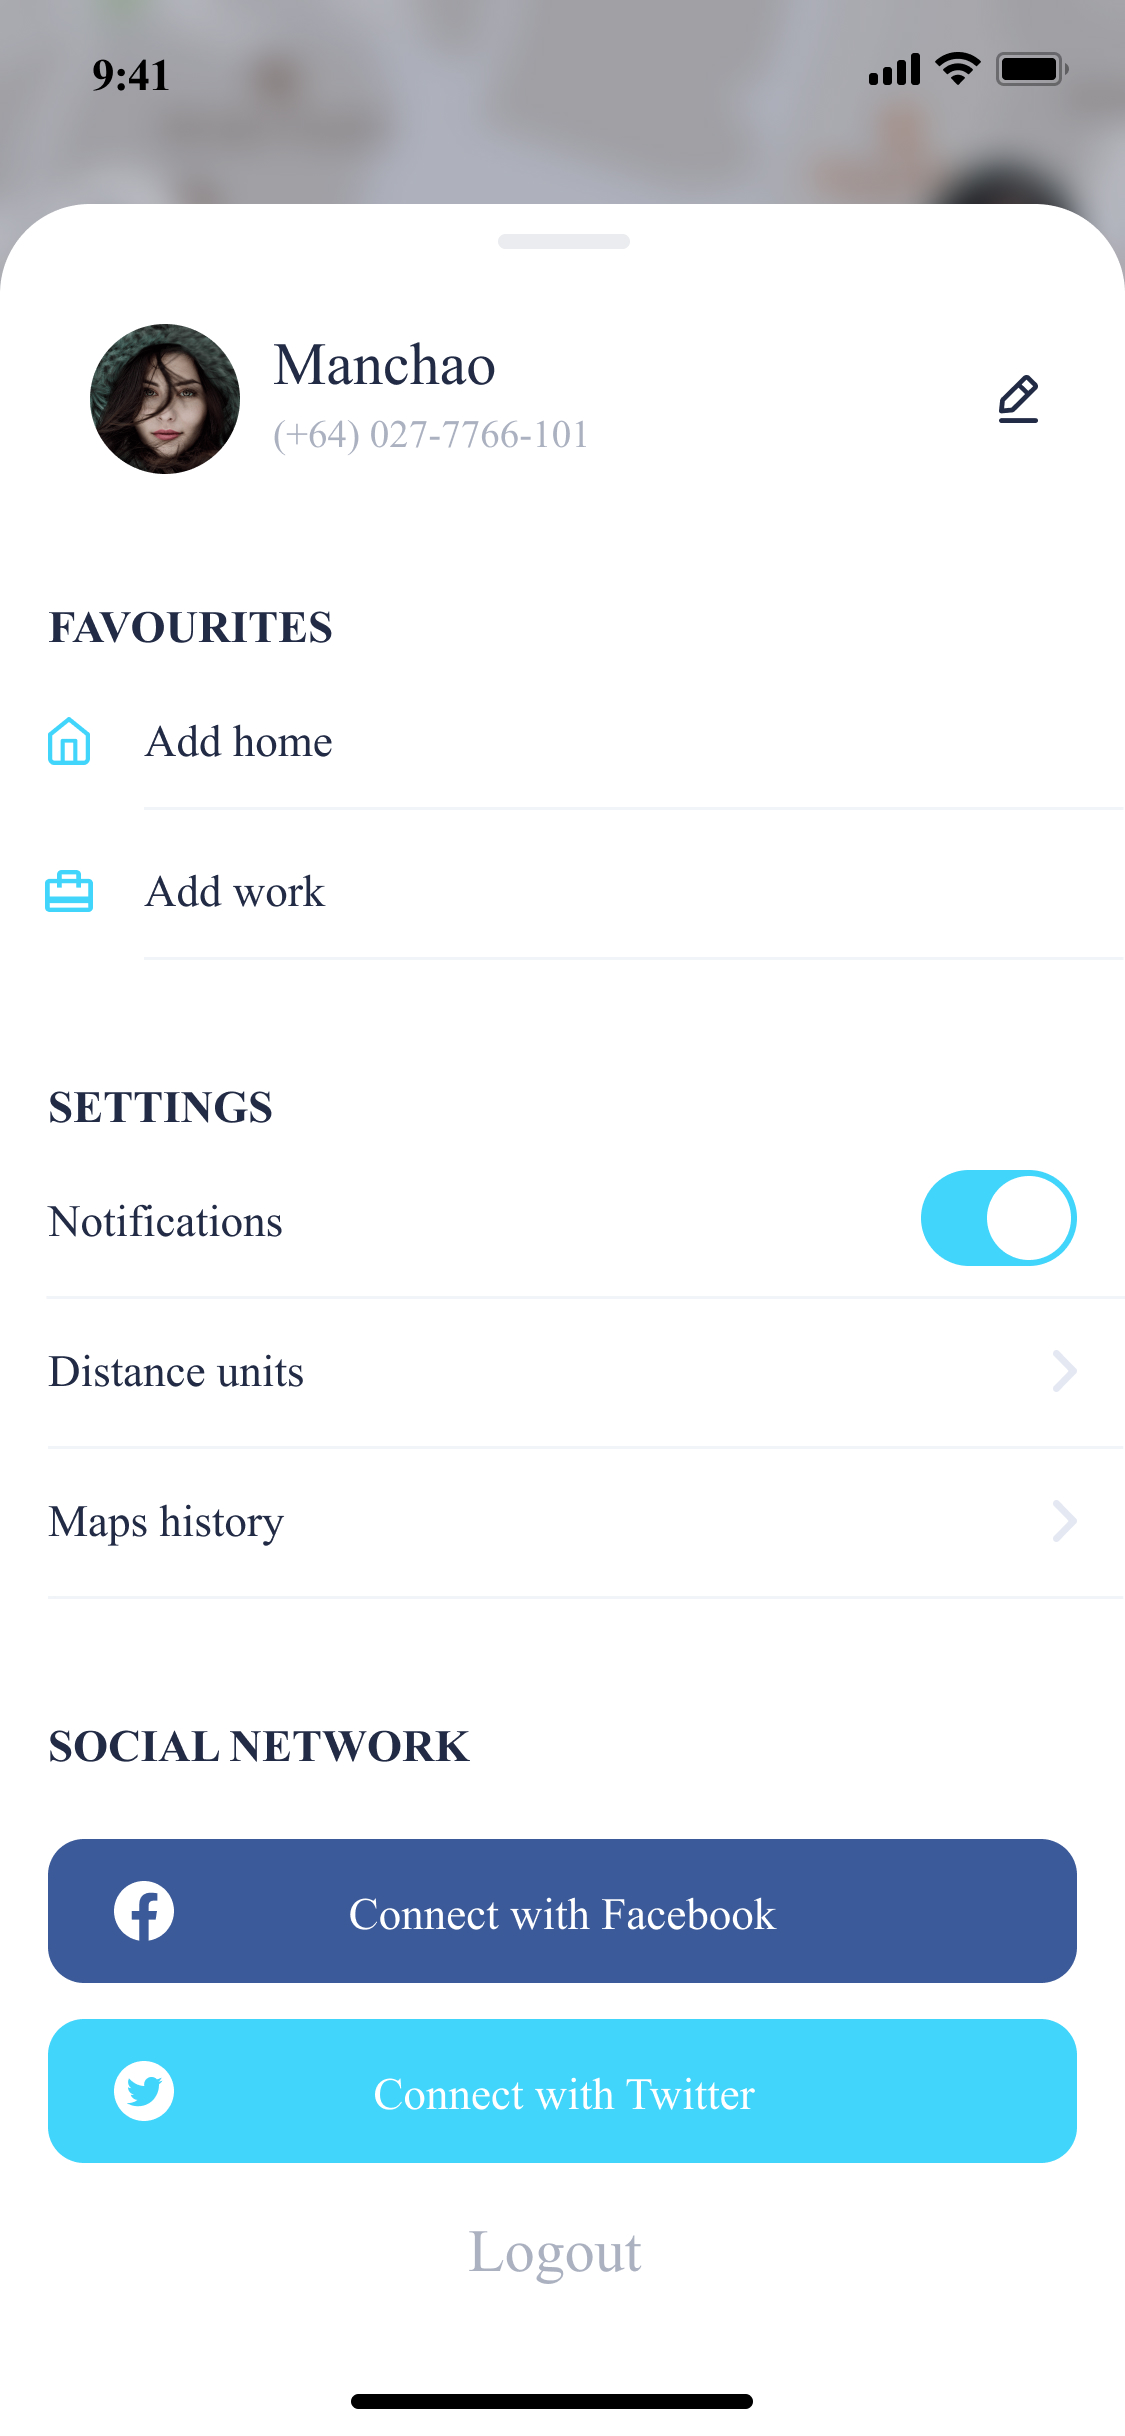 9:41
Manchao
(+64) 027-7766-101
FAVOURITES
Add home
Add work
SETTINGS
Notifications
Distance units
Maps history
SOCIAL NETWORK
Connect with Facebook
Connect with Twitter
Logout